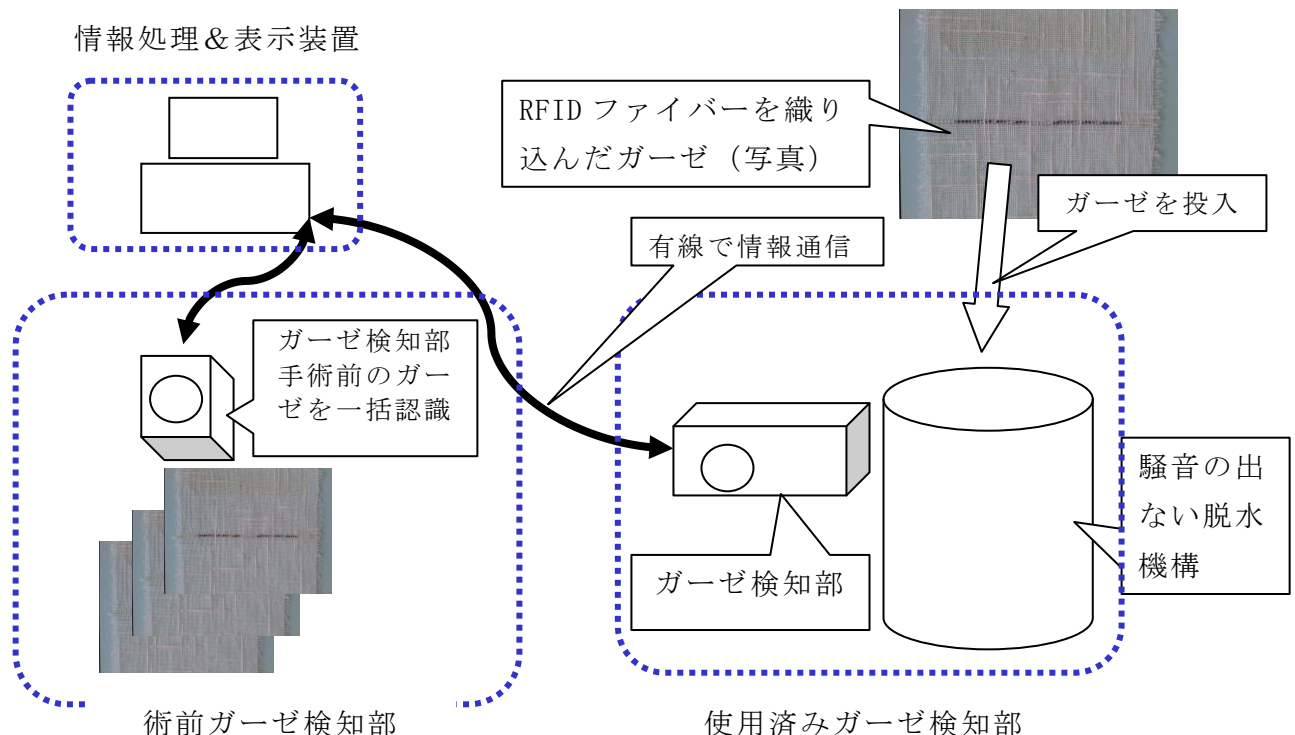 情報処理＆表示装置
RFID ファイバーを織り
込んだガーゼ（写真）
ガーゼを投入
有線で情報通信
ガーゼ検知部
手術前のガー
ゼを一括認識
騒音の出
ない脱水
機構
ガーゼ検知部
術前ガーゼ検知部
使用済みガーゼ検知部